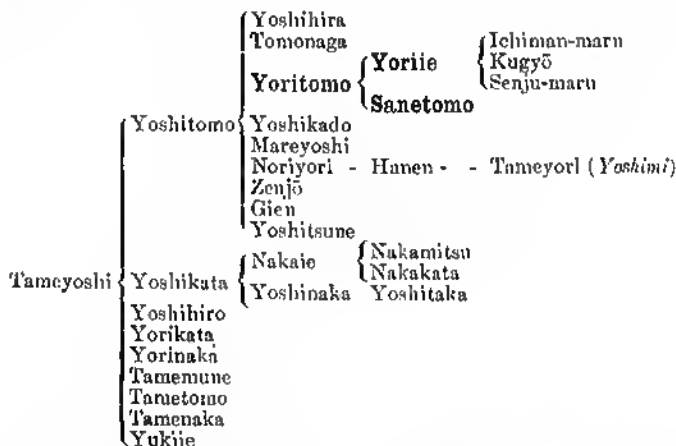 Yoshihira
Tomonaga
Yoritomo Yoriie Ichiman-maru
Kugyō
Senju-maru
Sanetomo
Yoshitomo Yoshikado
Mareyoshi
Noriyori - Hanen - - Tameyori (Yoshimi)
Zenjō
Gien
Yoshitsune
Tameyoshi Yoshikata Nakaie Nakamitsu
Nakakata
Yoshinaka Yoshitaka
Yoshihiro
Yorikata
Yorinaka
Tamemune
Tametomo
Tamenaka
Yukiie